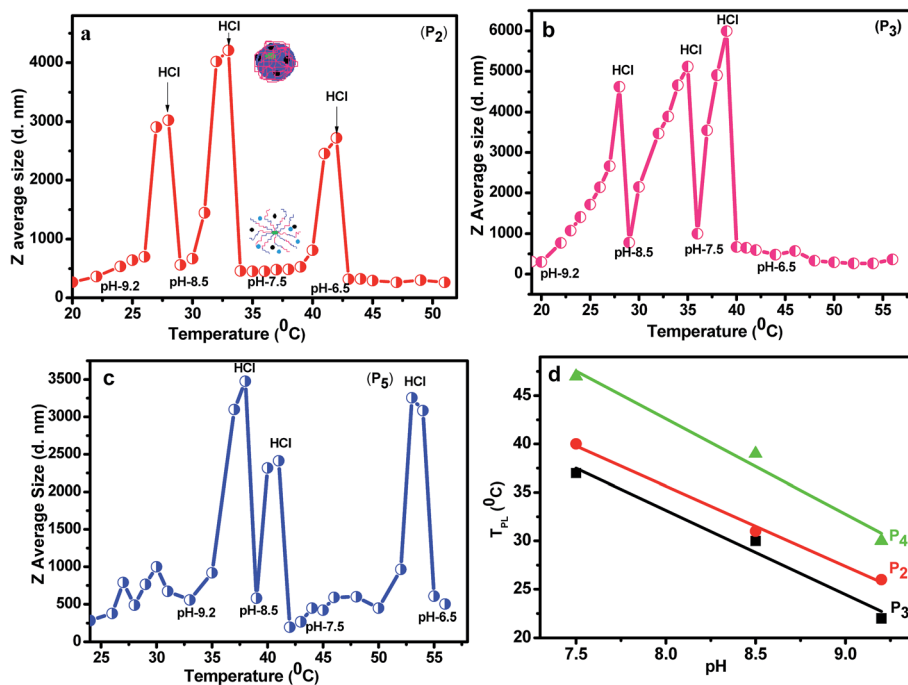 a
HCl
HCl
HCl
(P2)
Z average size (d. nm)
4000
3000
2000
1000
0
pH-9.2
pH-8.5
pH-7.5
pH-6.5
20 25 30 35 40 45 50
Temperature (0C)
b
HCl
HCl
HCl
(P3)
Z Average size (d. nm)
6000
5000
4000
3000
2000
1000
0
pH-9.2
pH-8.5
pH-7.5
pH-6.5
20 25 30 35 40 45 50 55
Temperature (0C)
c
HCl
HCl
HCl
(P5)
Z Average Size (d. nm)
3500
3000
2500
2000
1500
1000
500
0
pH-9.2
pH-8.5
pH-7.5
pH-6.5
25 30 35 40 45 50 55
Temperature (0C)
d
TPL (0C)
45
40
35
30
25
20
P4
P2
P3
7.5 8.0 8.5 9.0
pH